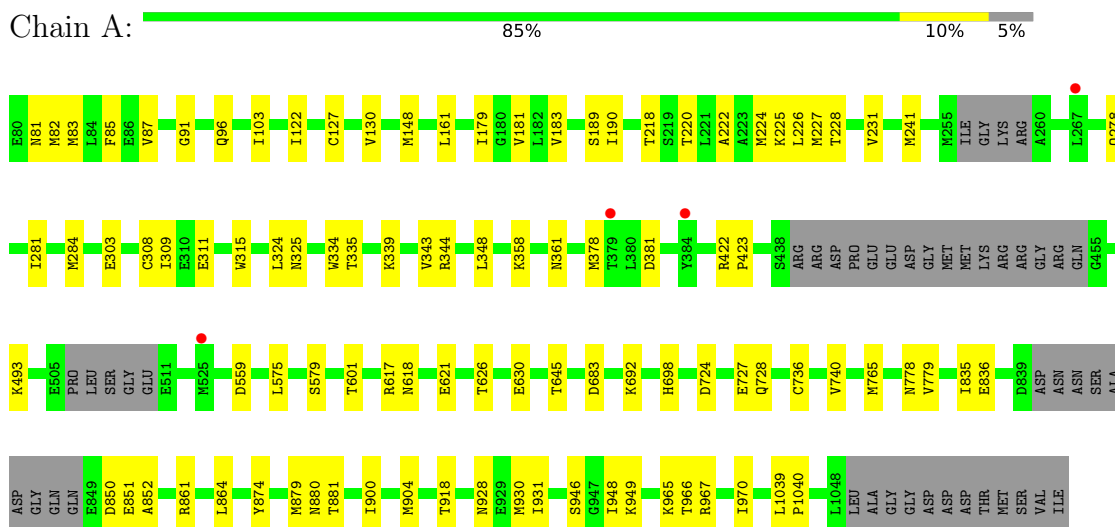 Chain A:
85% 10% 5%
E80 N81 M82 M83 L84 F85 E86 V87 G91 Q96 I103 I122 C127 V130 M148 L161 I179 G180 V181 L182 V183 S189 I190 T218 S219 T220 L221 A222 A223 M224 K225 L226 M227 T228 V231 M241 M255 ILE GLY LYS ARG A260 L267
I281 M284 E303 C308 I309 E310 E311 W315 L324 N325 W334 T335 K339 V343 R344 L348 K358 N361 M378 T379 L380 D381 Y384 R422 P423 S438 ARG ARG ASP PRO GLU GLU ASP GLY MET MET LYS ARG ARG GLY ARG GLN G455
K493 E505 PRO LEU SER GLY GLU E511 M525 D559 L575 S579 T601 R617 N618 E621 T626 E630 T645 D683 K692 H698 D724 E727 Q728 C736 V740 M765 N778 V779 I835 E836 D839 ASP ASN ASN SER ALA
ASP GLY GLN GLN E849 D850 E851 A852 R861 L864 Y874 M879 N880 T881 I900 M904 T918 N928 E929 M930 I931 S946 G947 I948 K949 K965 T966 R967 I970 L1039 P1040 L1048 LEU ALA GLY GLY ASP ASP ASP THR MET SER VAL ILE